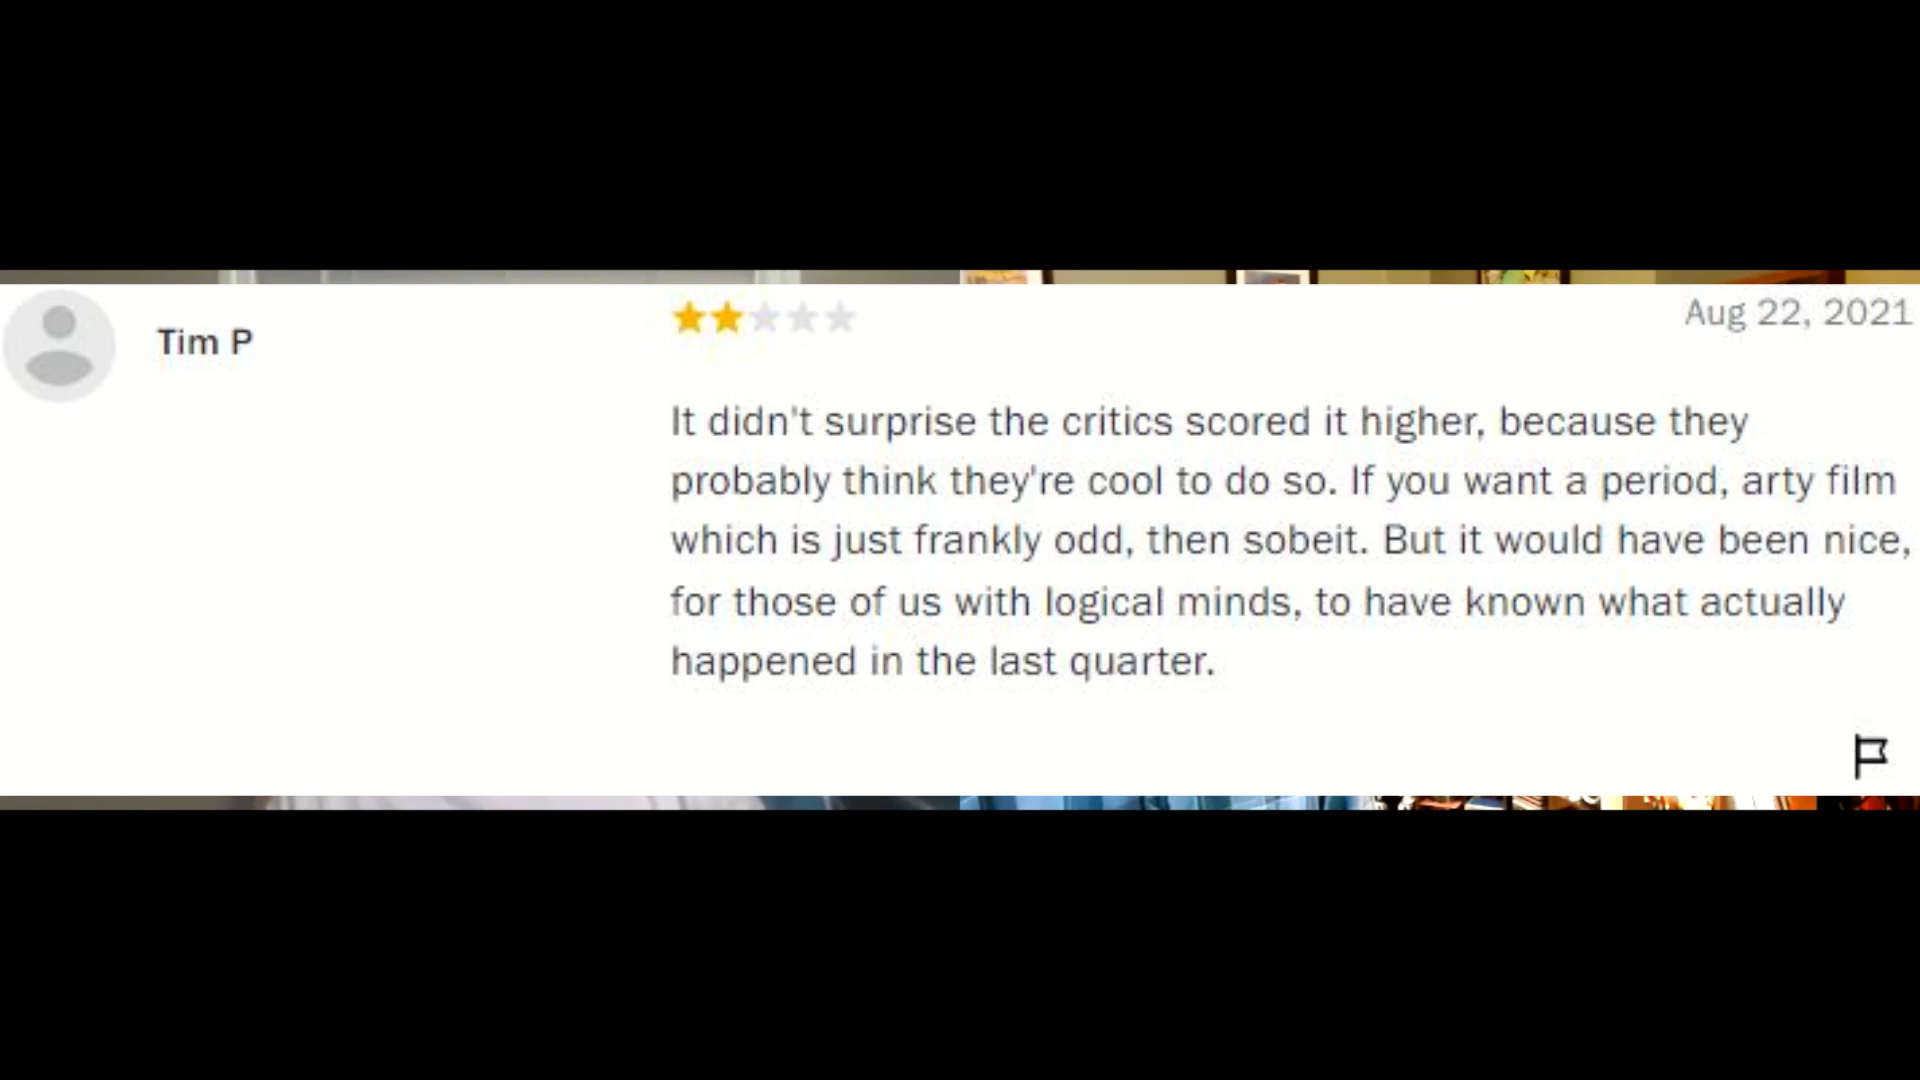 Tim P
Aug 22, 2021
It didn't surprise the critics scored it higher, because they
probably think they're cool to do so. If you want a period, arty film
which is just frankly odd, then sobeit. But it would have been nice,
for those of us with logical minds, to have known what actually
happened in the last quarter.